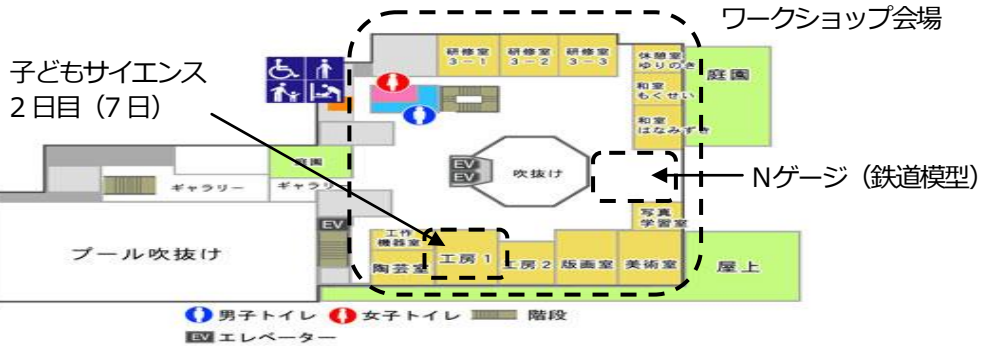 ワークショップ会場
子どもサイエンス
2日目（7日）
研修室
3－1
研修室
3－2
研修室
3－3
休憩室
ゆりのき
庭園
和室
もくせい
和室
はなみずき
庭園
ギャラリー
ギャラリー
EV
EV
吹抜け
Nゲージ（鉄道模型）
EV
写真
学習室
プール吹抜け
工作
機器室
陶芸室
工房1
工房2
版画室
美術室
屋上
男子トイレ
女子トイレ
階段
EV エレベーター